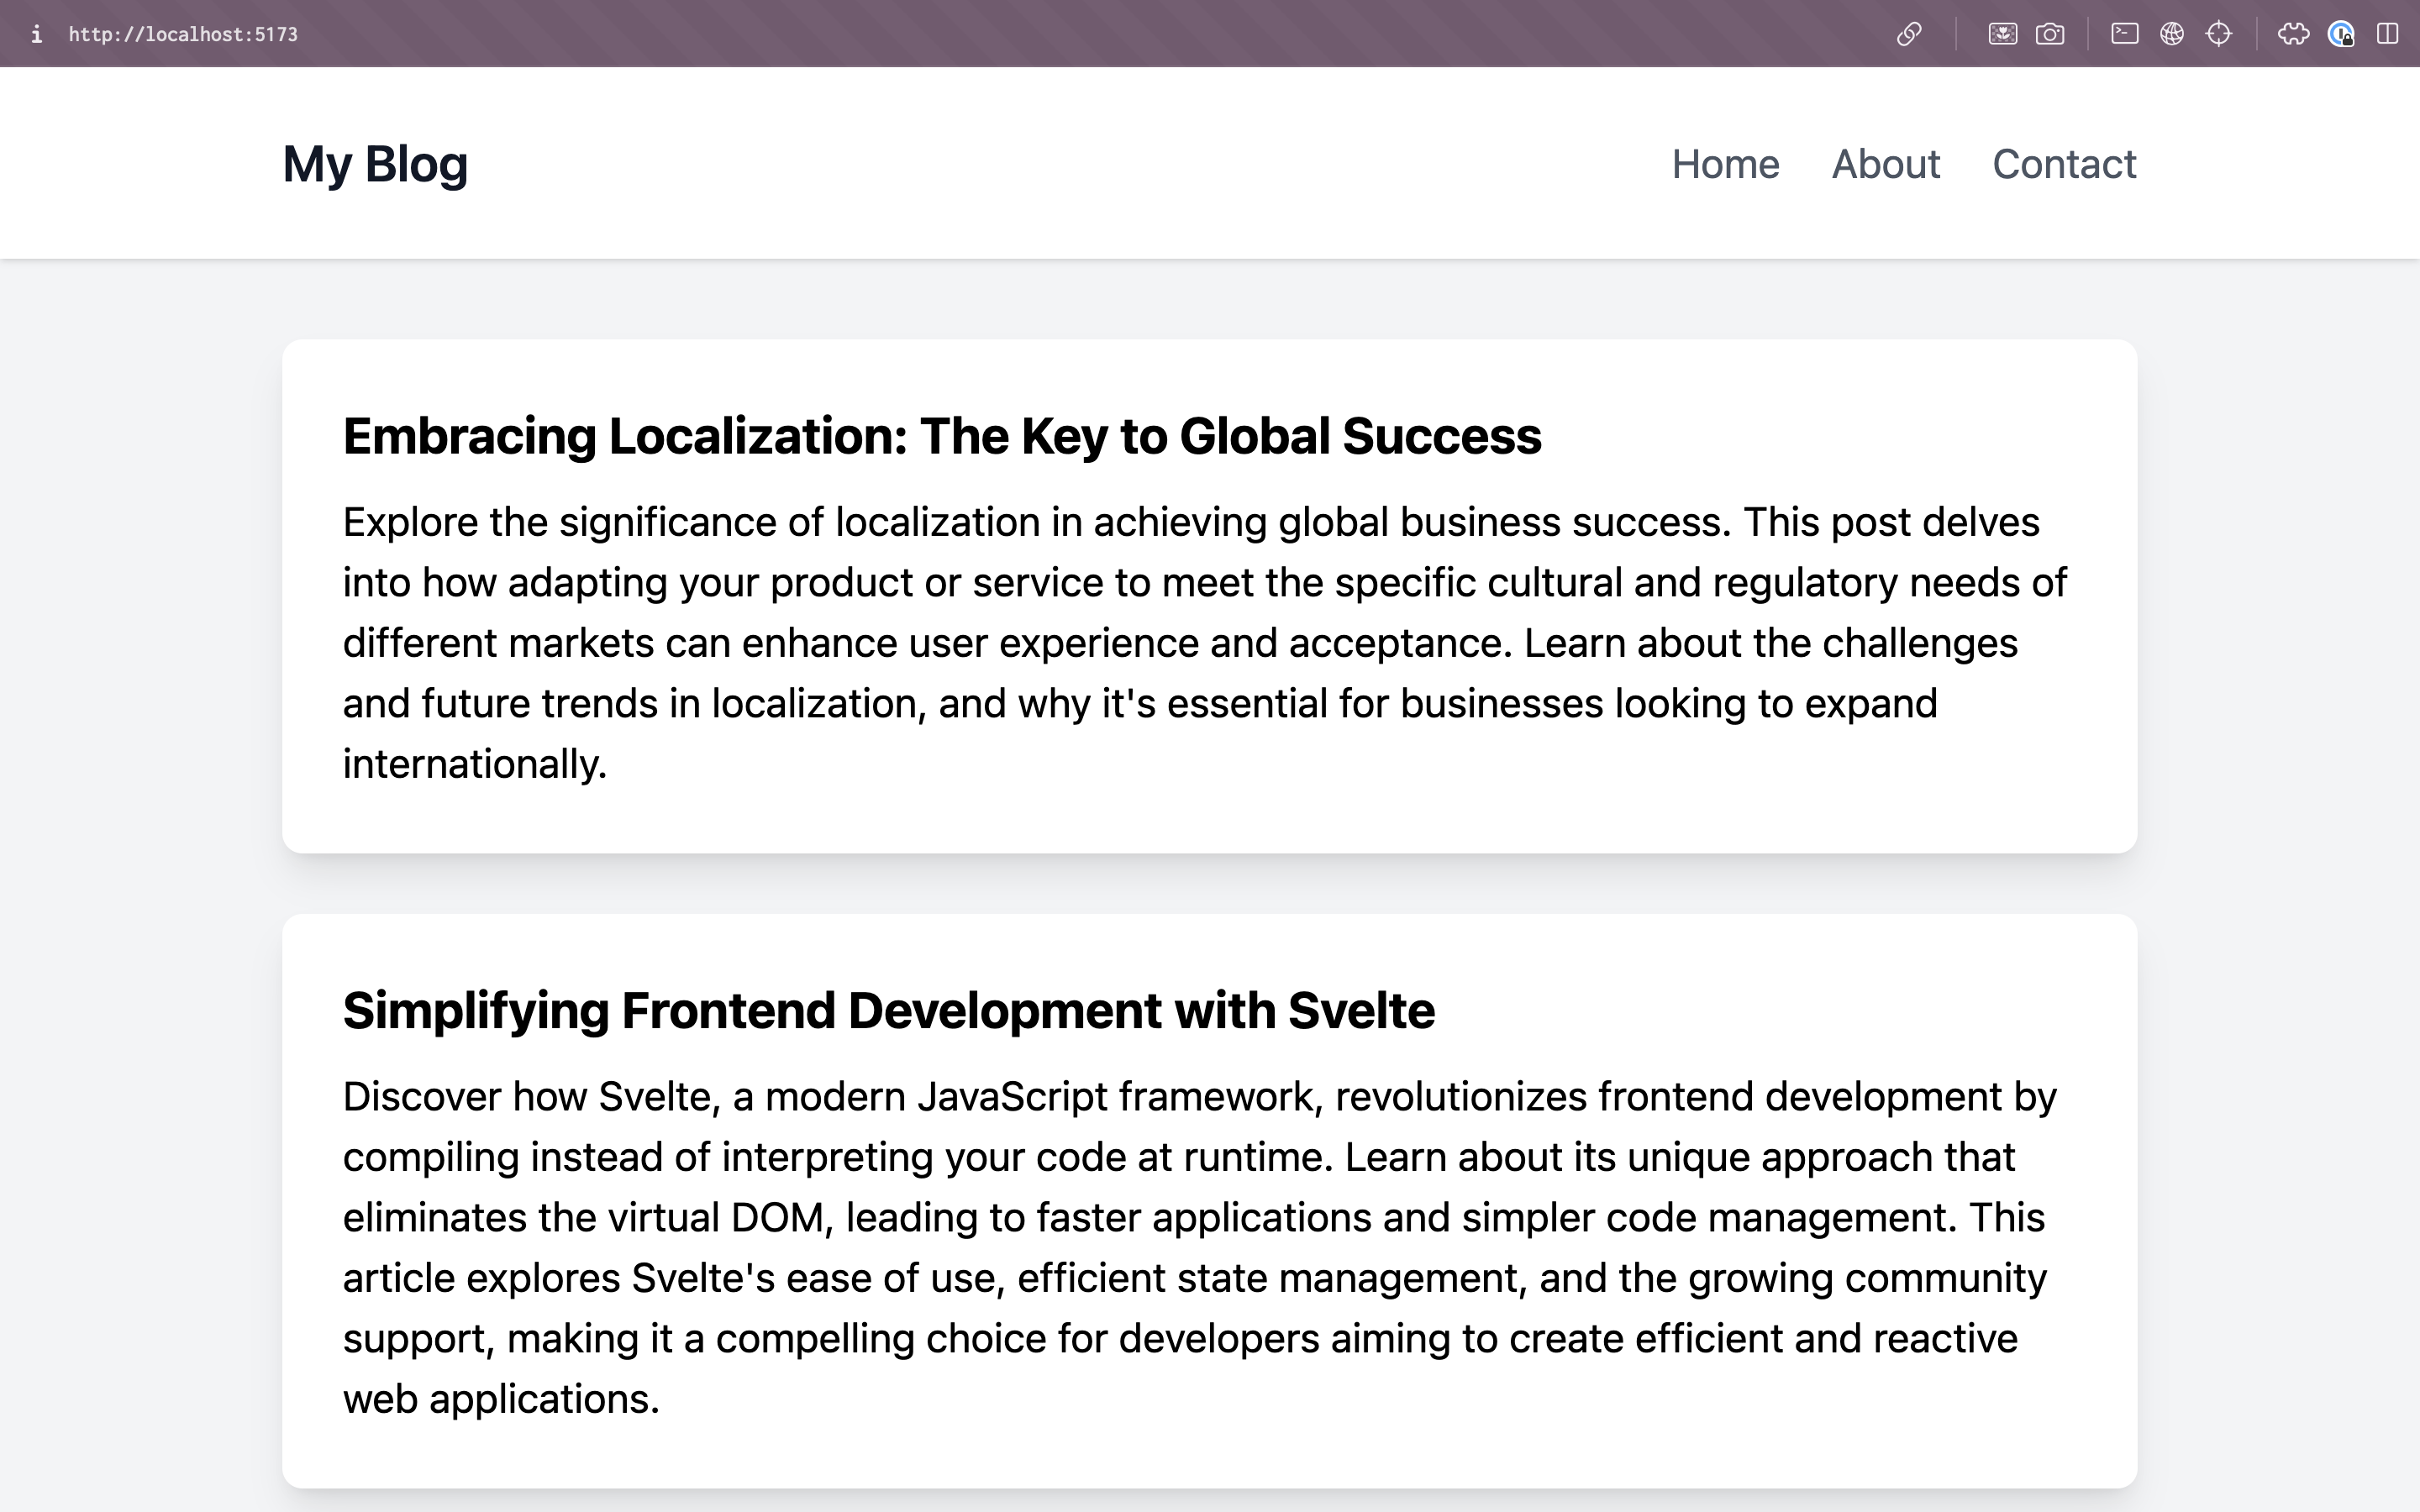 http://localhost:5173
My Blog
Home About Contact
Embracing Localization: The Key to Global Success
Explore the significance of localization in achieving global business success. This post delves
into how adapting your product or service to meet the specific cultural and regulatory needs of
different markets can enhance user experience and acceptance. Learn about the challenges
and future trends in localization, and why it's essential for businesses looking to expand
internationally.
Simplifying Frontend Development with Svelte
Discover how Svelte, a modern JavaScript framework, revolutionizes frontend development by
compiling instead of interpreting your code at runtime. Learn about its unique approach that
eliminates the virtual DOM, leading to faster applications and simpler code management. This
article explores Svelte's ease of use, efficient state management, and the growing community
support, making it a compelling choice for developers aiming to create efficient and reactive
web applications.